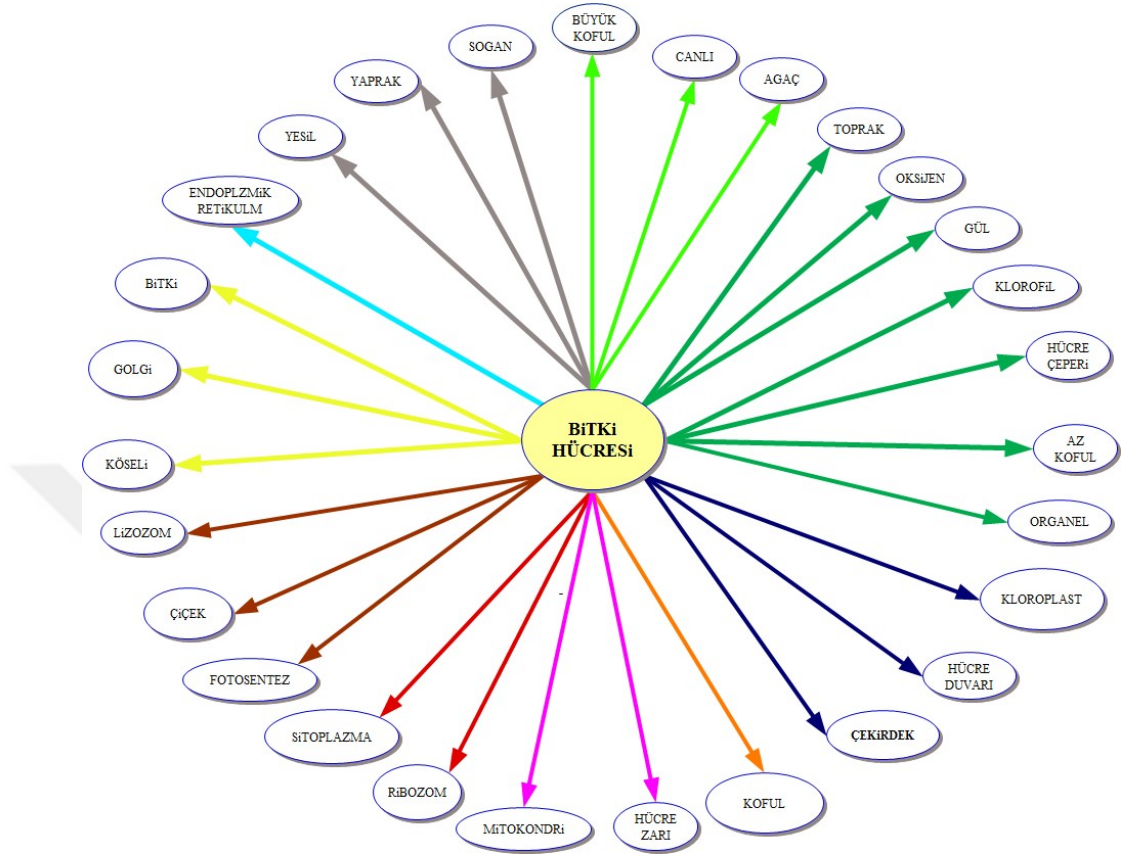 BÜYÜK
KOFUL
CANLI
AGAÇ
TOPRAK
OKSiJEN
GÜL
KLOROFiL
HÜCRE
ÇEPERi
AZ
KOFUL
ORGANEL
KLOROPLAST
HÜCRE
DUVARI
ÇEKiRDEK
KOFUL
HÜCRE
ZARI
MiTOKONDRi
RiBOZOM
SiTOPLAZMA
FOTOSENTEZ
ÇiÇEK
LiZOZOM
KÖSELi
GOLGi
BiTKi
ENDOPLZMiK
RETiKULM
YESiL
YAPRAK
SOGAN
BiTKi
HÜCRESi
-